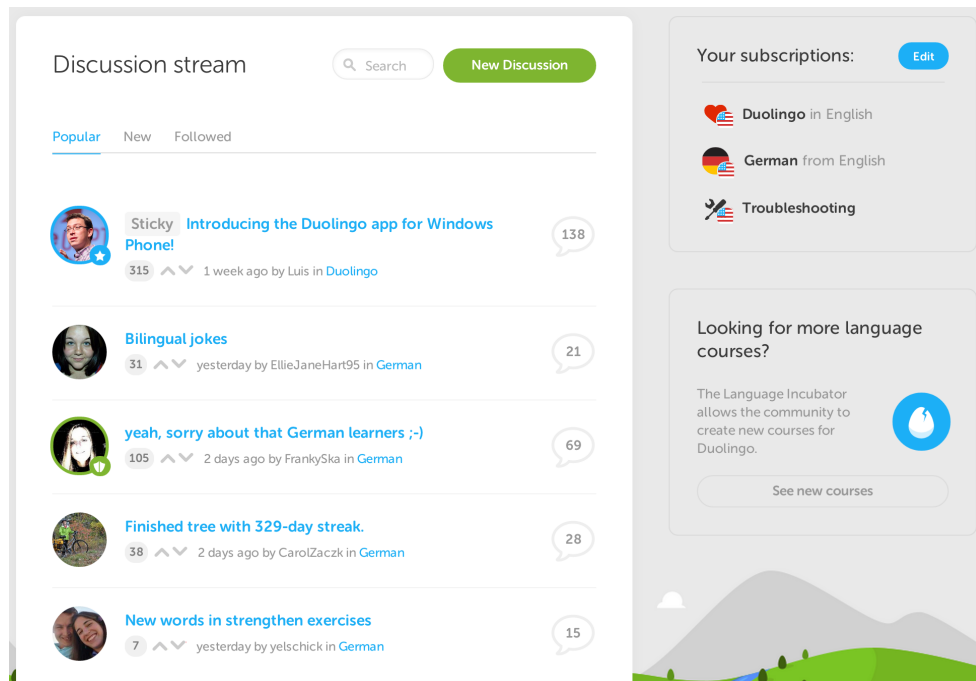 Discussion stream
Search
New Discussion
Popular New Followed
Sticky Introducing the Duolingo app for Windows
Phone!
138
315 1 week ago by Luis in Duolingo
Bilingual jokes
21
31 yesterday by EllieJaneHart95 in German
yeah, sorry about that German learners ;-)
69
105 2 days ago by FrankySka in German
Finished tree with 329-day streak.
28
38 2 days ago by CarolZaczk in German
New words in strengthen exercises
15
7 yesterday by yelschick in German
Your subscriptions:
Edit
Duolingo in English
German from English
Troubleshooting
Looking for more language
courses?
The Language Incubator
allows the community to
create new courses for
Duolingo.
See new courses